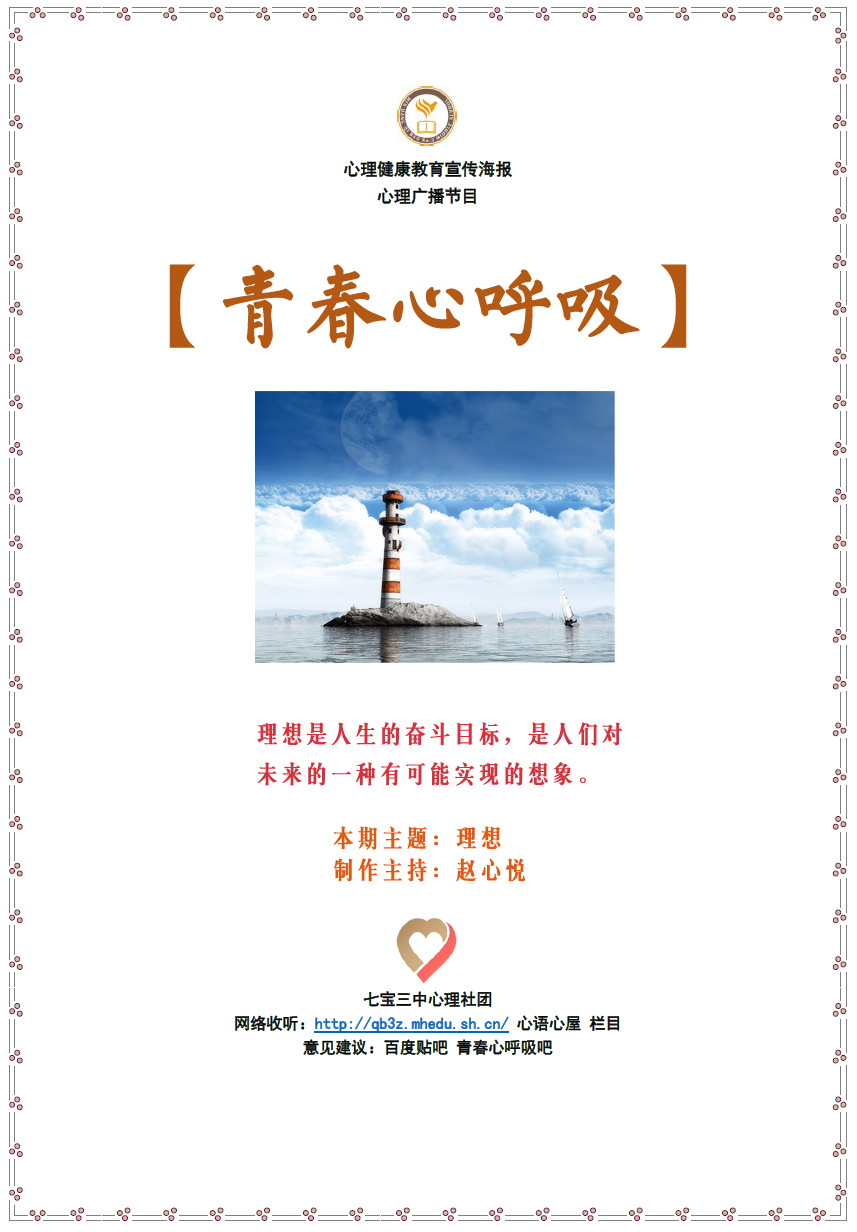 心理健康教育宣传海报
心理广播节目
【青春心呼吸】
理想是人生的奋斗目标，是人们对
未来的一种有可能实现的想象。
本期主题：理想
制作主持：赵心悦
七宝三中心理社团
网络收听：http://qb3z.mhedu.sh.cn/ 心语心屋 栏目
意见建议：百度贴吧 青春心呼吸吧